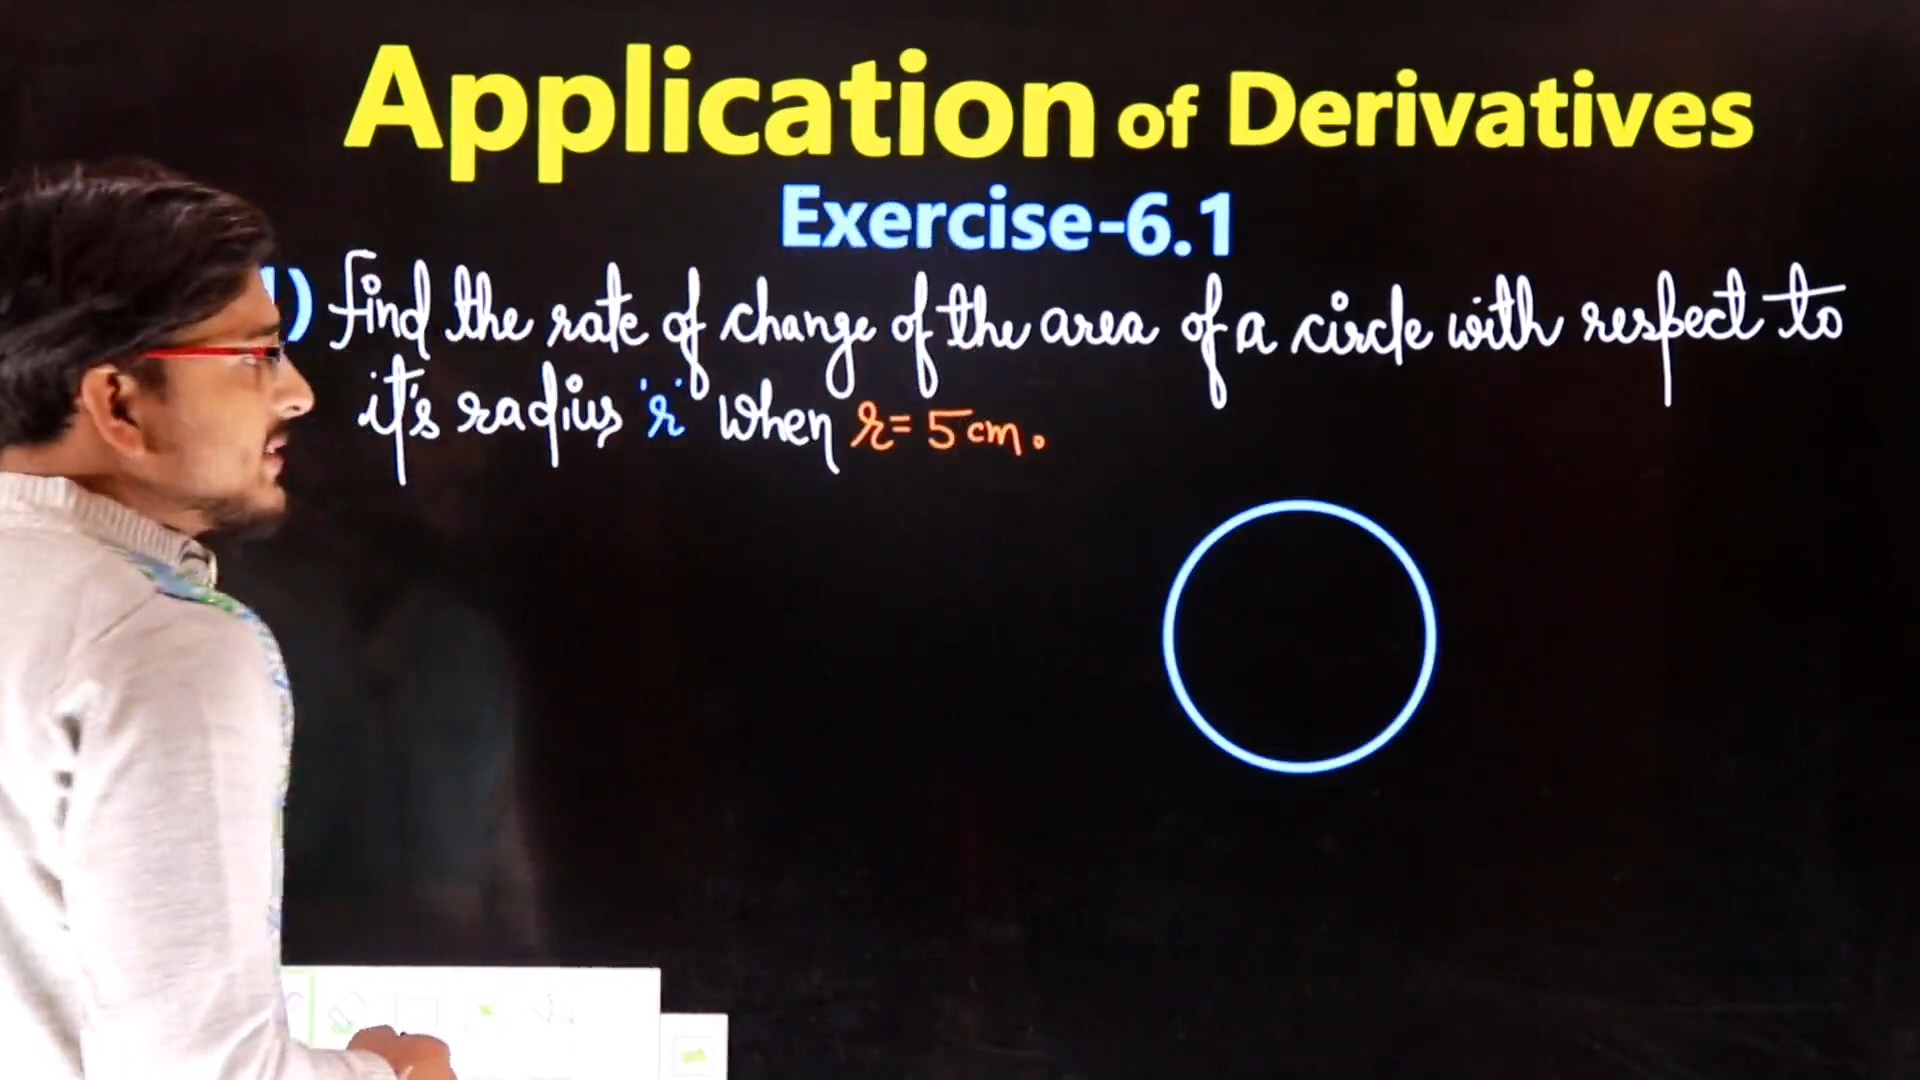 Application of Derivatives
Exercise-6.1
1) Find the rate of change of the area of a circle with respect to
it's radius 'r' when r = 5 cm.